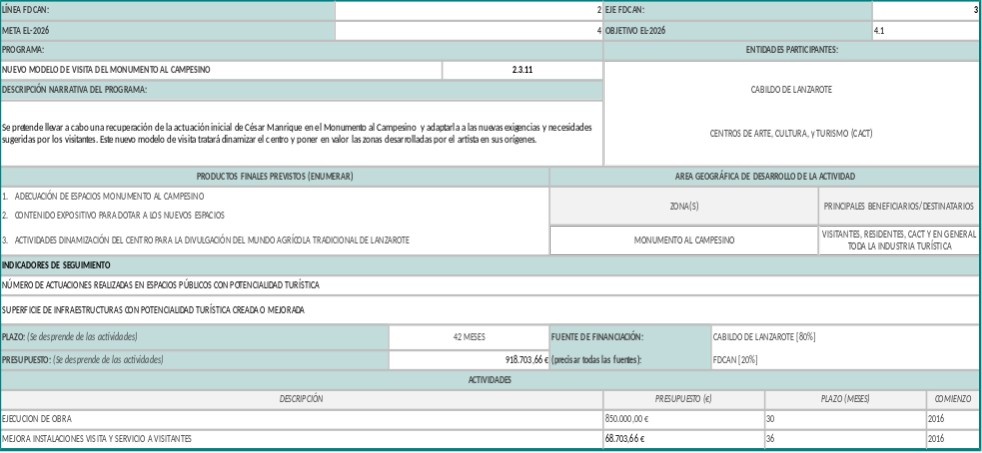 LÍNEA FDCAN: 2 EJE FDCAN: 3
META EL-2026 4 OBJETIVO EL-2026 4.1
PROGRAMA: ENTIDADES PARTICIPANTES:
NUEVO MODELO DE VISITA DEL MONUMENTO AL CAMPESINO 2.3.11
DESCRIPCIÓN NARRATIVA DEL PROGRAMA:
CABILDO DE LANZAROTE
Se pretende llevar a cabo una recuperación de la actuación inicial de César Manrique en el Monumento al Campesino y adaptarla a las nuevas exigencias y necesidades
sugeridas por los visitantes. Este nuevo modelo de visita tratará dinamizar el centro y poner en valor las zonas desarrolladas por el artista en sus orígenes.
CENTROS DE ARTE, CULTURA, y TURISMO (CACT)
PRODUCTOS FINALES PREVISTOS (ENUMERAR) AREA GEOGRÁFICA DE DESARROLLO DE LA ACTIVIDAD
1. ADECUACIÓN DE ESPACIOS MONUMENTO AL CAMPESINO
2. CONTENIDO EXPOSITIVO PARA DOTAR A LOS NUEVOS ESPACIOS
ZONA(S) PRINCIPALES BENEFICIARIOS/DESTINATARIOS
3. ACTIVIDADES DINAMIZACIÓN DEL CENTRO PARA LA DIVULGACIÓN DEL MUNDO AGRÍCOLA TRADICIONAL DE LANZAROTE
MONUMENTO AL CAMPESINO
VISITANTES, RESIDENTES, CACT Y EN GENERAL
TODA LA INDUSTRIA TURÍSTICA
INDICADORES DE SEGUIMIENTO
NÚMERO DE ACTUACIONES REALIZADAS EN ESPACIOS PÚBLICOS CON POTENCIALIDAD TURÍSTICA
SUPERFICIE DE INFRAESTRUCTURAS CON POTENCIALIDAD TURÍSTICA CREADA O MEJORADA
PLAZO: (Se desprende de las actividades) 42 MESES FUENTE DE FINANCIACIÓN: CABILDO DE LANZAROTE [80%]
PRESUPUESTO: (Se desprende de las actividades) 918.703,66 € (precisar todas las fuentes): FDCAN [20%]
ACTIVIDADES
DESCRIPCIÓN PRESUPUESTO (€) PLAZO (MESES) COMIENZO
EJECUCION DE OBRA 850.000,00 € 30 2016
MEJORA INSTALACIONES VISITA Y SERVICIO A VISITANTES 68.703,66 € 36 2016